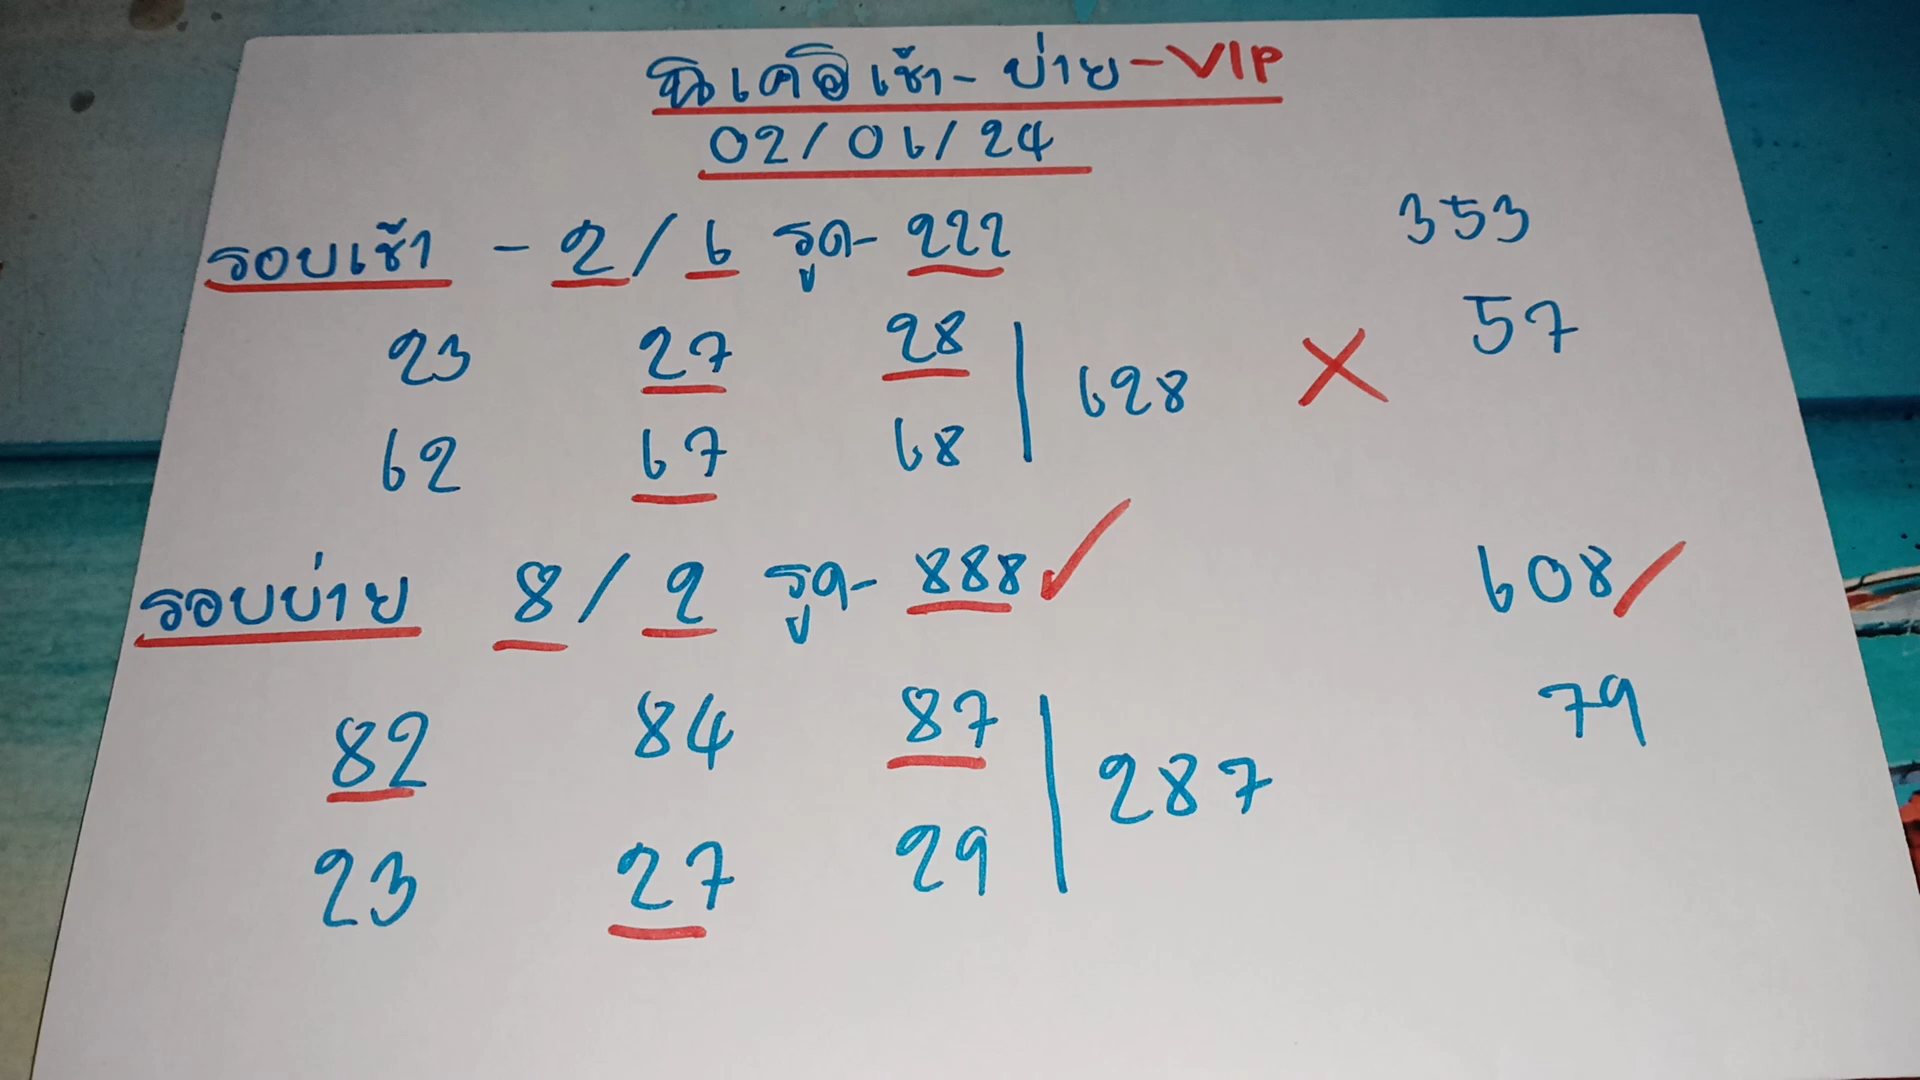 นิเคอิเช้า - บ่าย - VIP
02/06/24
รอบเช้า - 2/6 รูด - 222 353
23 27 28 57
628
62 67 68
รอบบ่าย 8/2 รูด - 888 608
82 84 87 79
287
23 27 29